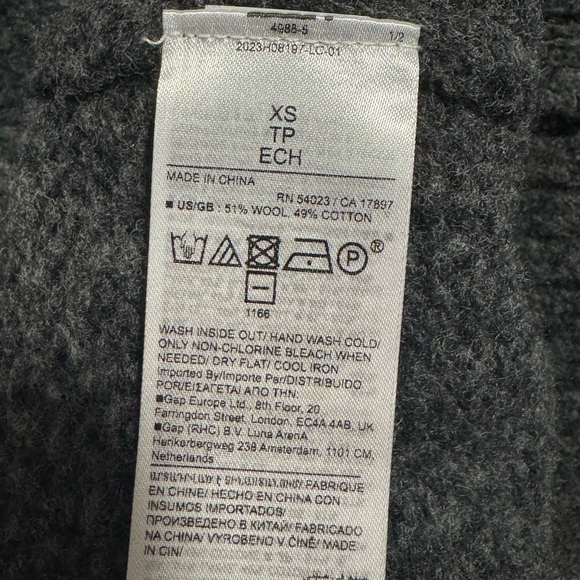 4988-5
1/2
2023H08197-LC-01
XS
TP
ECH
MADE IN CHINA
RN 54023 / CA 17897
■ US/GB : 51% WOOL, 49% COTTON
P®
1166
WASH INSIDE OUT/ HAND WASH COLD/
ONLY NON-CHLORINE BLEACH WHEN
NEEDED/ DRY FLAT/ COOL IRON
Imported By/Importe Par/DISTRIBUIDO
POR/ΕΙΣΑΓΕΤΑΙ ΑΠΟ ΤΗΝ
■Gap Europe Ltd., 8th Floor, 20
Farringdon Street, London, EC4A 4AB, UK
■Gap (RHC) B.V. Luna ArenA
Herikerbergweg 238 Amsterdam, 1101 CM,
Netherlands
FABRIQUE
EN CHINE/ HECHO EN CHINA CON
INSUMOS IMPORTADOS/
ПРОИЗВЕДЕНО В КИТАЕ/ FABRICADO
NA CHINA/ VYROBENO V ČÍNĚ/ MADE
IN CIN/